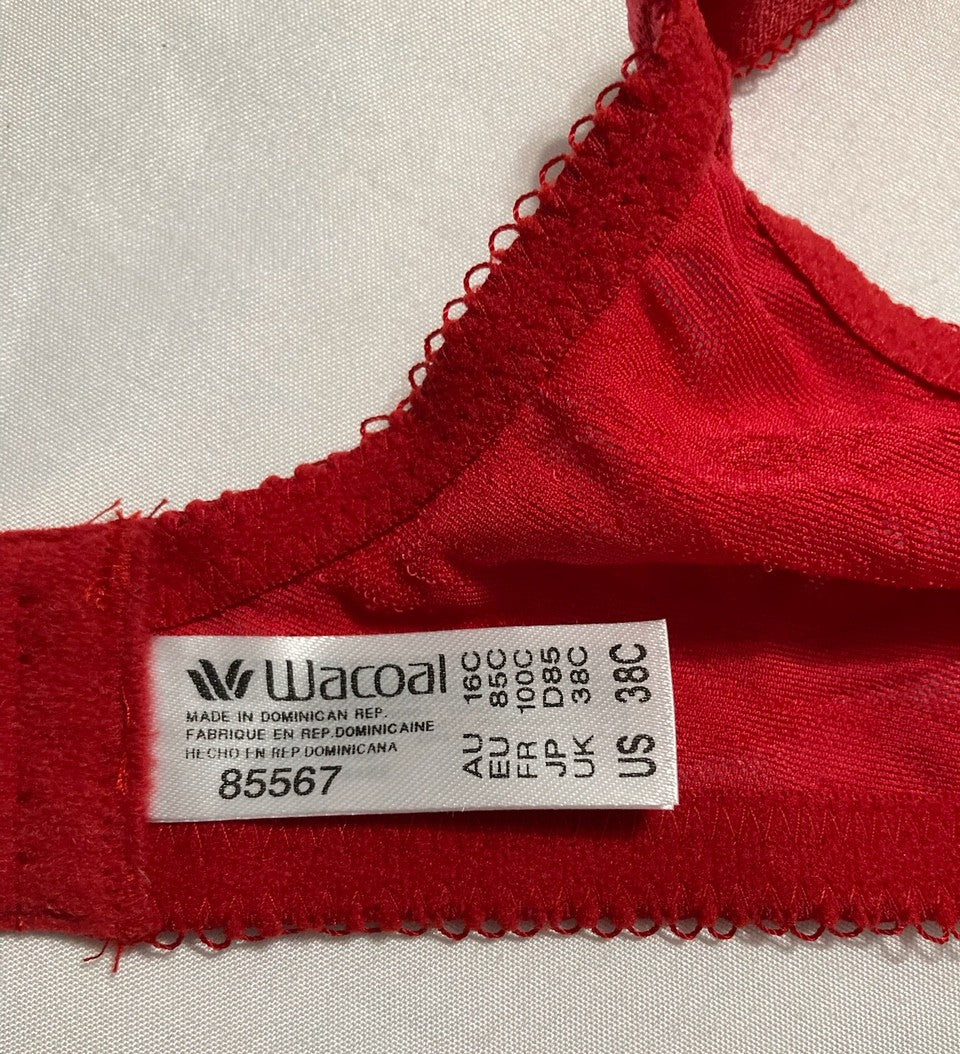 Wacoal
MADE IN DOMINICAN REP.
FABRIQUE EN REP.DOMINICAINE
HECHO EN REP.DOMINICANA
85567
AU 16C
EU 85C
FR 100C
JP D85
UK 38C
US 38C